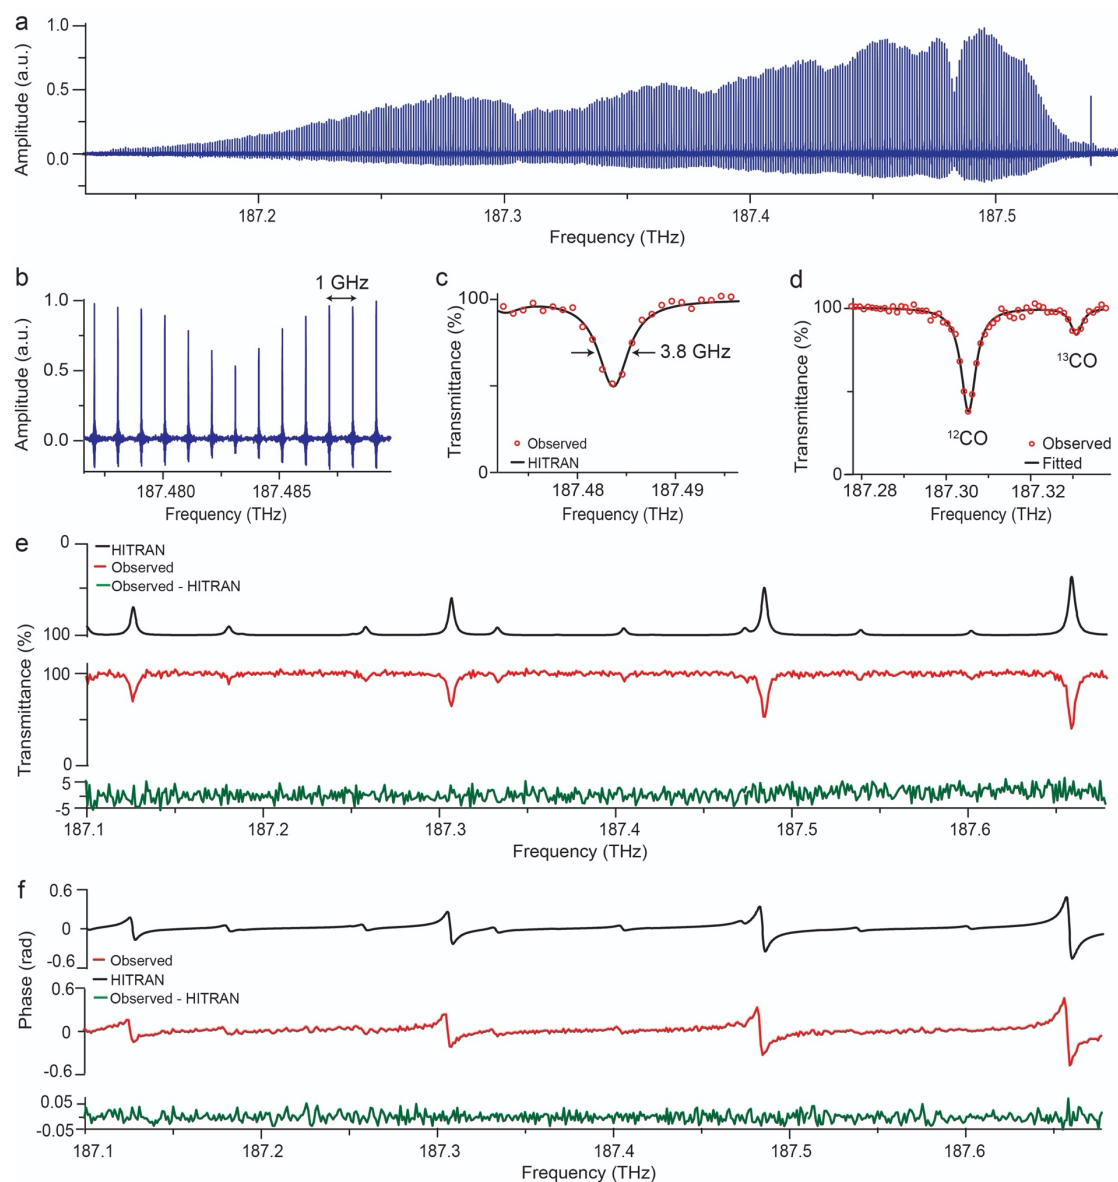 a
Amplitude (a.u.)
1.0
0.5
0.0
187.2 187.3 187.4 187.5
Frequency (THz)
b
Amplitude (a.u.)
1 GHz
1.0
0.5
0.0
187.480 187.485
Frequency (THz)
c
Transmittance (%)
100
3.8 GHz
Observed
HITRAN
0
187.48 187.49
Frequency (THz)
d
Transmittance (%)
100
13CO
12CO
Observed
Fitted
0
187.28 187.30 187.32
Frequency (THz)
e
Transmittance (%)
0
HITRAN
Observed
Observed - HITRAN
100
100
0
5
-5
187.1 187.2 187.3 187.4 187.5 187.6
Frequency (THz)
f
Phase (rad)
0.6
0
-0.6
Observed
HITRAN
Observed - HITRAN
0.6
0
-0.6
0.05
-0.05
187.1 187.2 187.3 187.4 187.5 187.6
Frequency (THz)